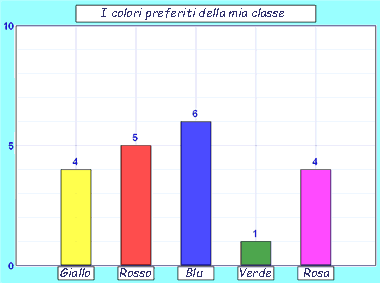 I colori preferiti della mia classe
10
5
0
4
5
6
1
4
Giallo
Rosso
Blu
Verde
Rosa